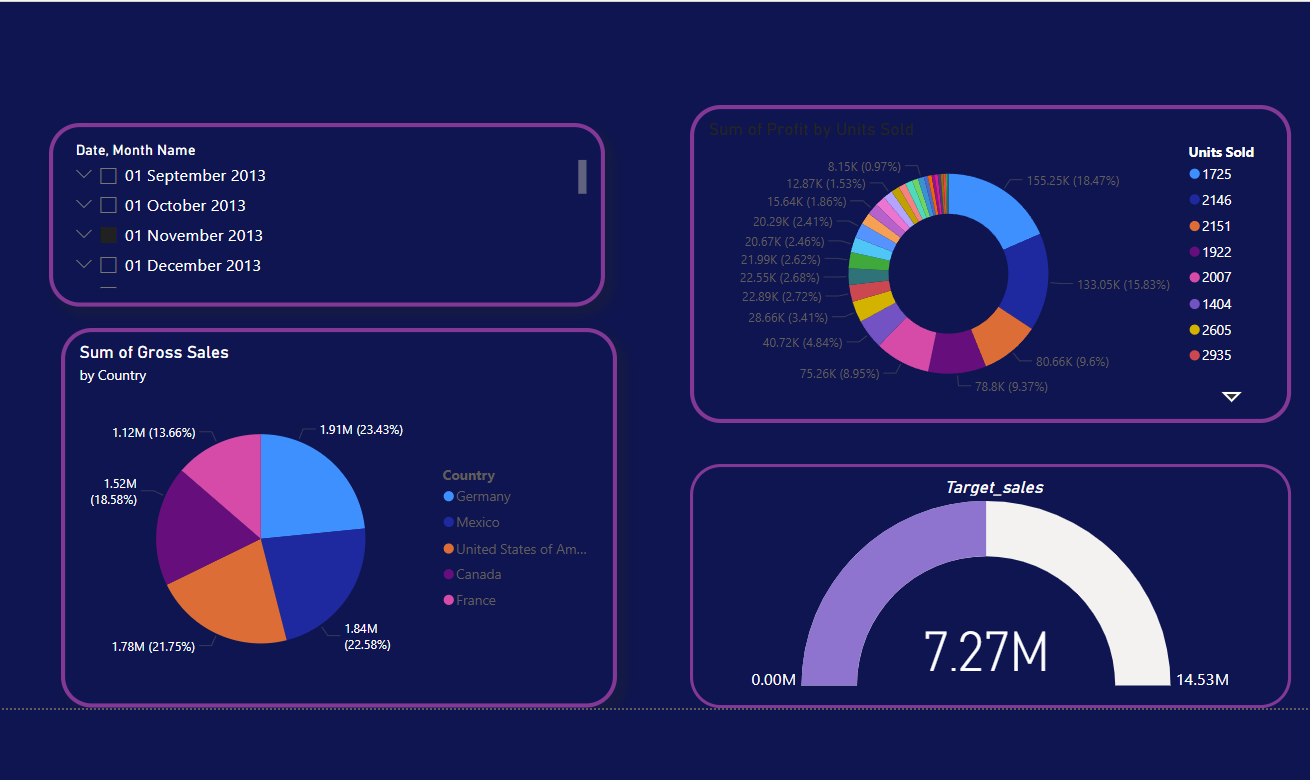 Date, Month Name
01 September 2013
01 October 2013
01 November 2013
01 December 2013
Sum of Gross Sales
by Country
1.12M (13.66%)
1.91M (23.43%)
1.52M
(18.58%)
1.78M (21.75%)
1.84M
(22.58%)
Country
Germany
Mexico
United States of Am...
Canada
France
Sum of Profit by Units Sold
8.15K (0.97%)
12.87K (1.53%)
15.64K (1.86%)
20.29K (2.41%)
20.67K (2.46%)
21.99K (2.62%)
22.55K (2.68%)
22.89K (2.72%)
28.66K (3.41%)
40.72K (4.84%)
75.26K (8.95%)
78.8K (9.37%)
80.66K (9.6%)
133.05K (15.83%)
155.25K (18.47%)
Units Sold
1725
2146
2151
1922
2007
1404
2605
2935
Target_sales
7.27M
0.00M
14.53M